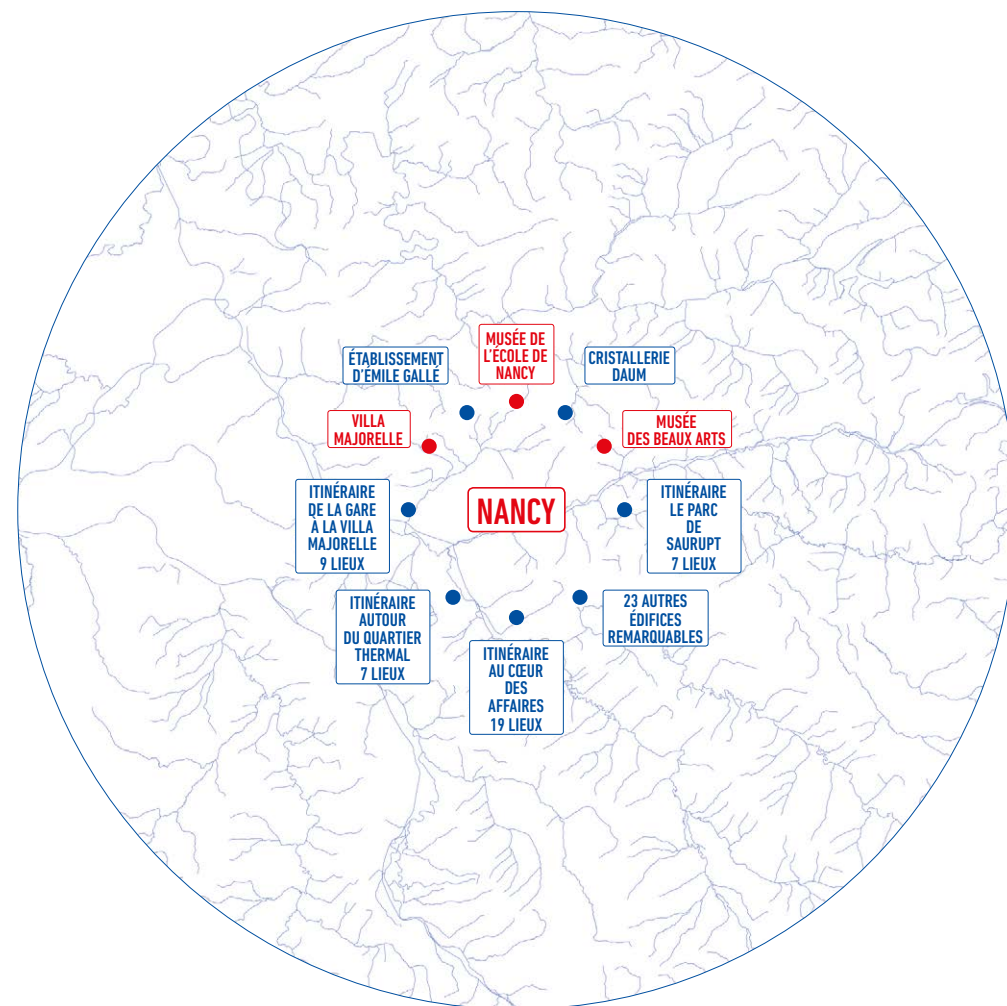 MUSÉE DE
L'ÉCOLE DE
NANCY
ÉTABLISSEMENT
D'ÉMILE GALLÉ
CRISTALLERIE
DAUM
VILLA
MAJORELLE
MUSÉE
DES BEAUX ARTS
ITINÉRAIRE
DE LA GARE
À LA VILLA
MAJORELLE
9 LIEUX
NANCY
ITINÉRAIRE
LE PARC
DE
SAURUPT
7 LIEUX
ITINÉRAIRE
AUTOUR
DU QUARTIER
THERMAL
7 LIEUX
23 AUTRES
ÉDIFICES
REMARQUABLES
ITINÉRAIRE
AU CŒUR
DES
AFFAIRES
19 LIEUX